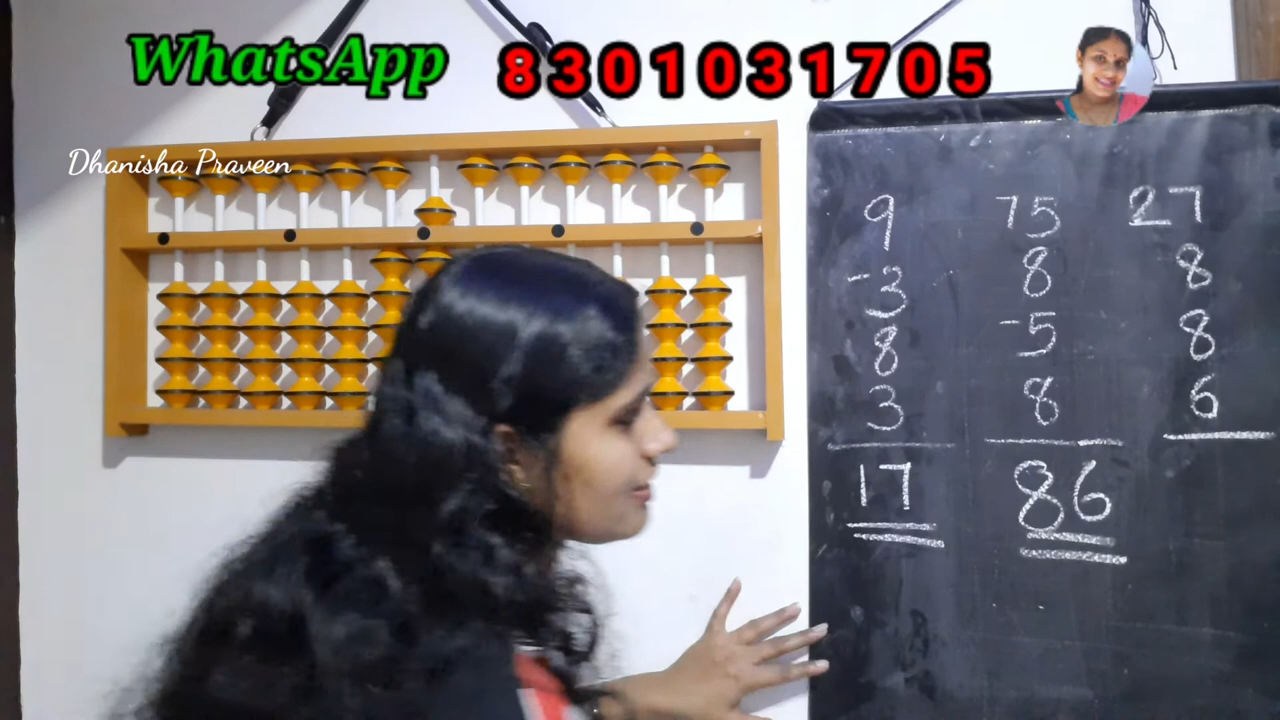 WhatsApp 8301031705
Dhanisha Praveen
9 75 27
-3 8 8
8 -5 8
3 8 6
17 86